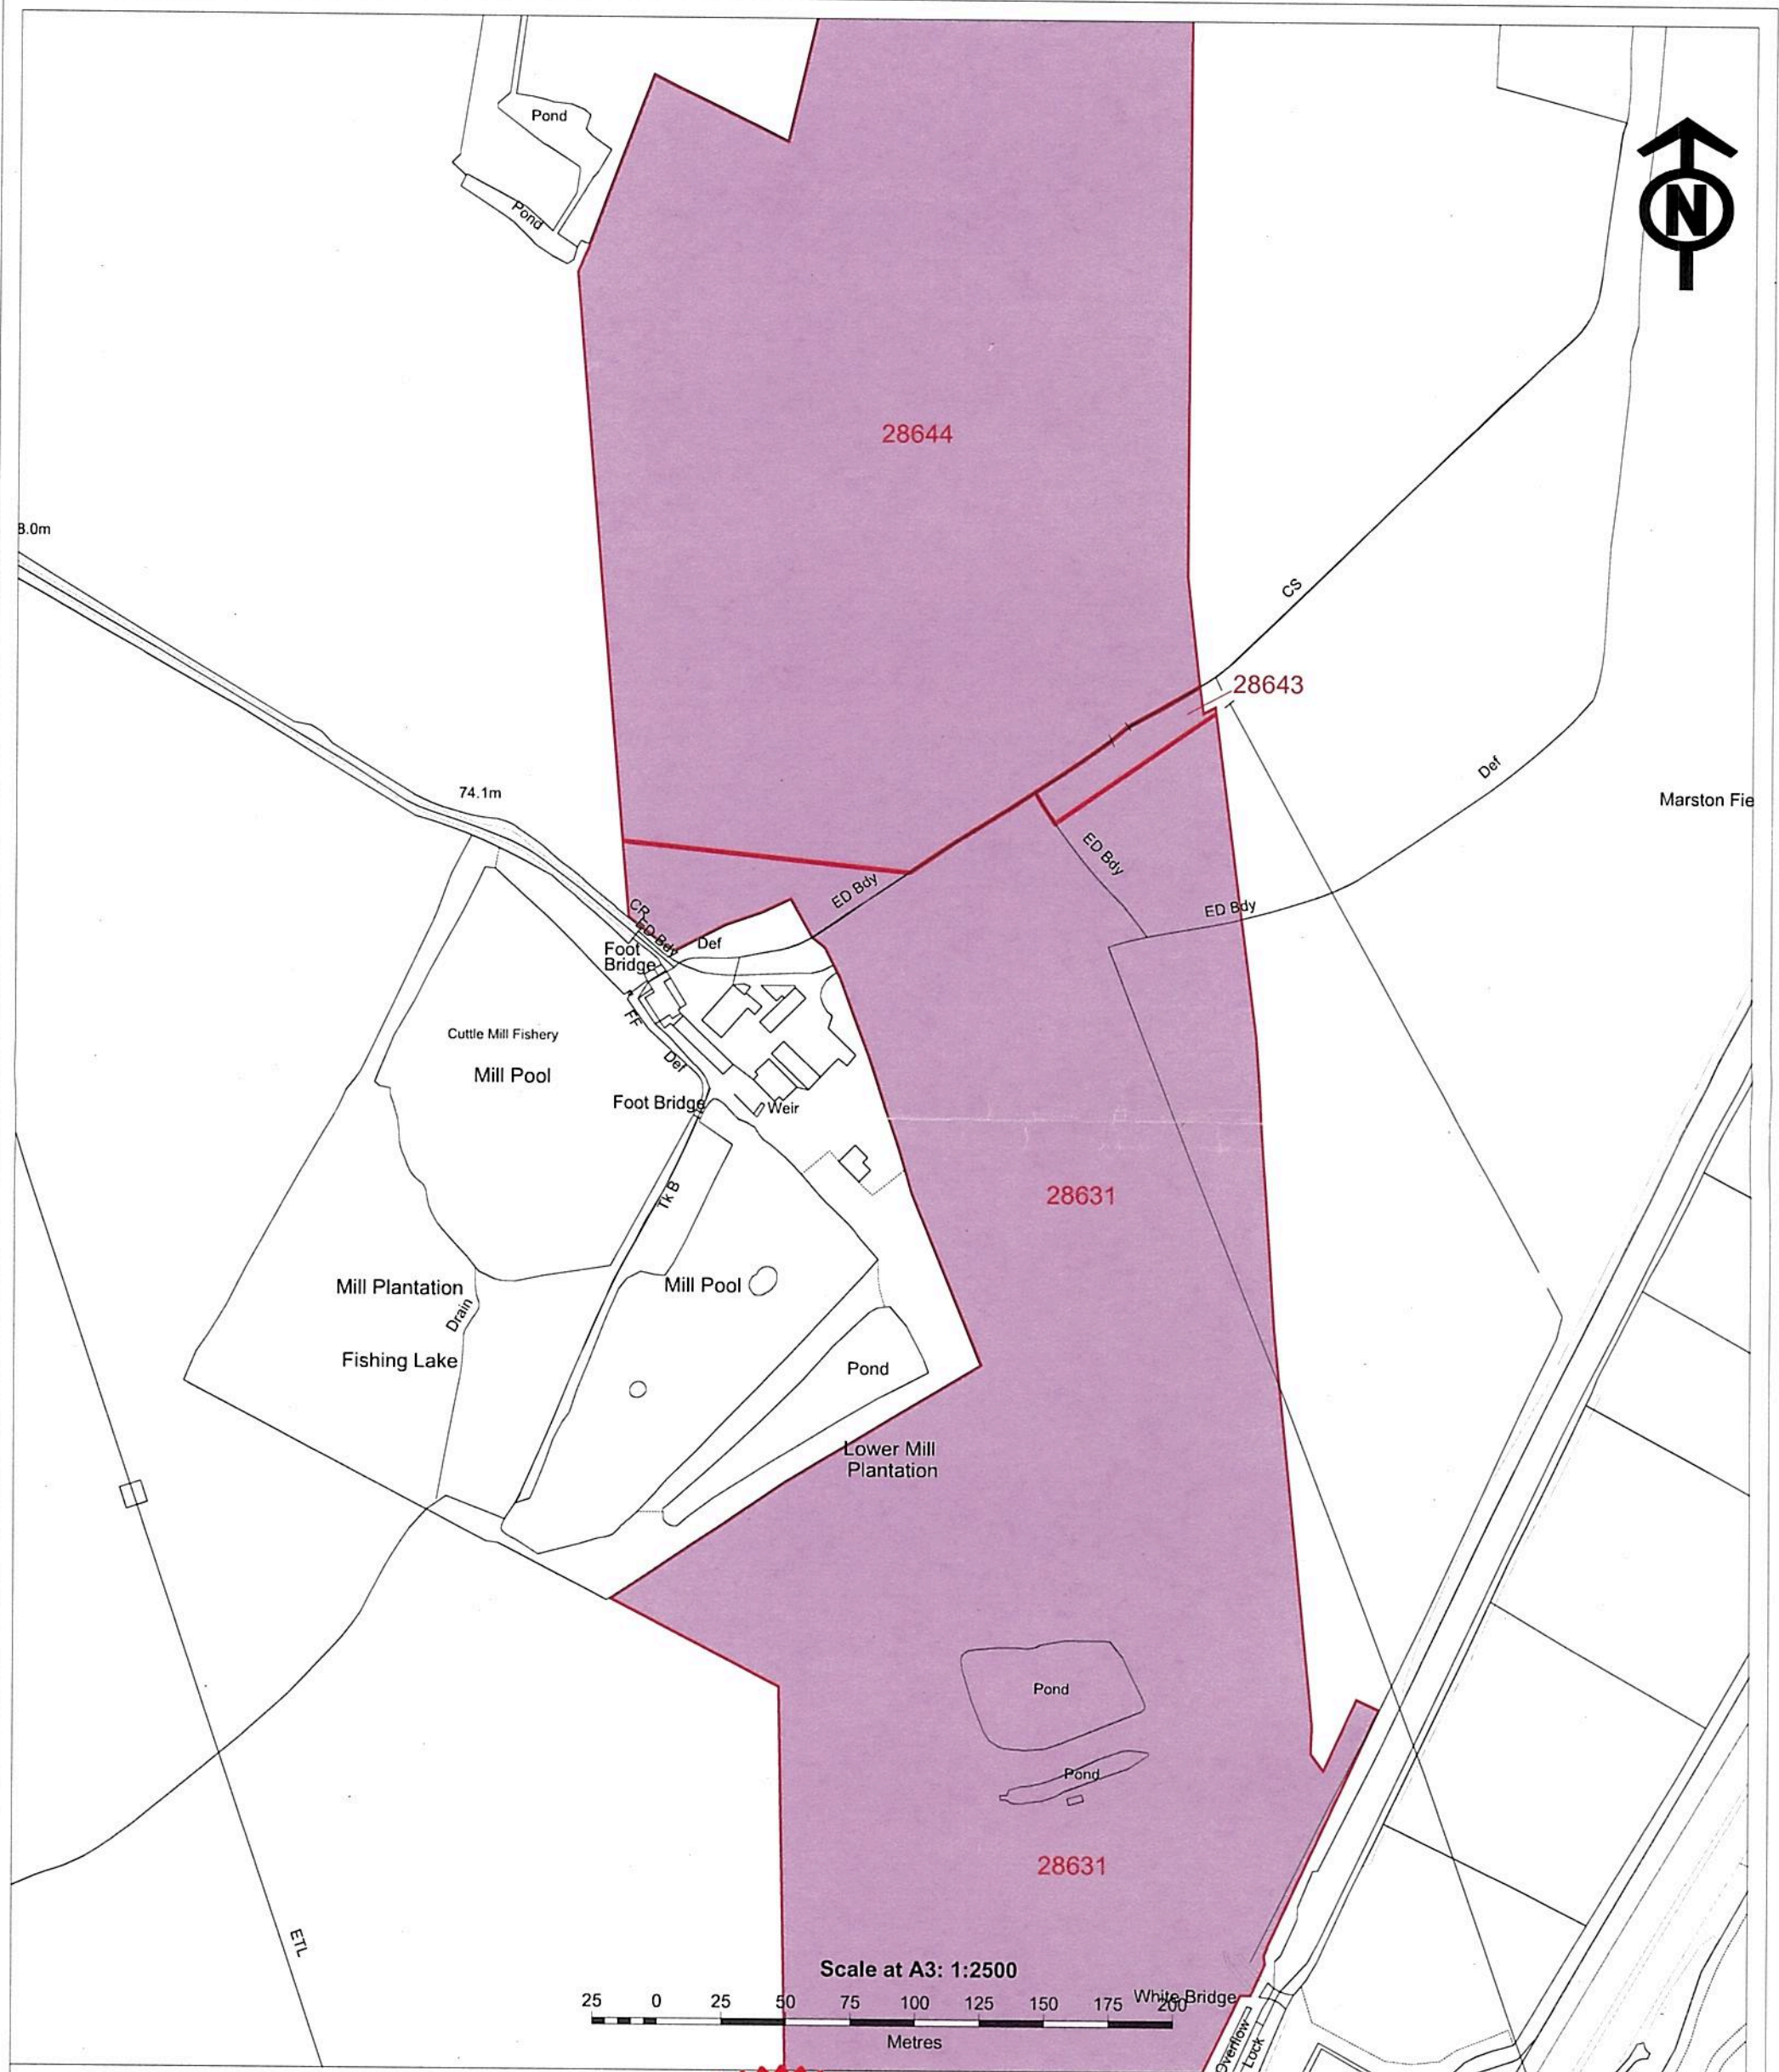 Pond
Pond
N
28644
8.0m
CS
28643
74.1m
Def
Marston Fie
ED Bdy
ED Bdy
ED Bdy
CR
ED Bdy
Def
Foot
Bridge
FF
Cuttle Mill Fishery
Def
Mill Pool
Foot Bridge
Weir
Tk B
28631
Mill Plantation
Mill Pool
Drain
Fishing Lake
Pond
Lower Mill
Plantation
Pond
Pond
28631
ETL
Scale at A3: 1:2500
25 0 25 50 75 100 125 150 175 200
Metres
White Bridge
Overflow
Lock